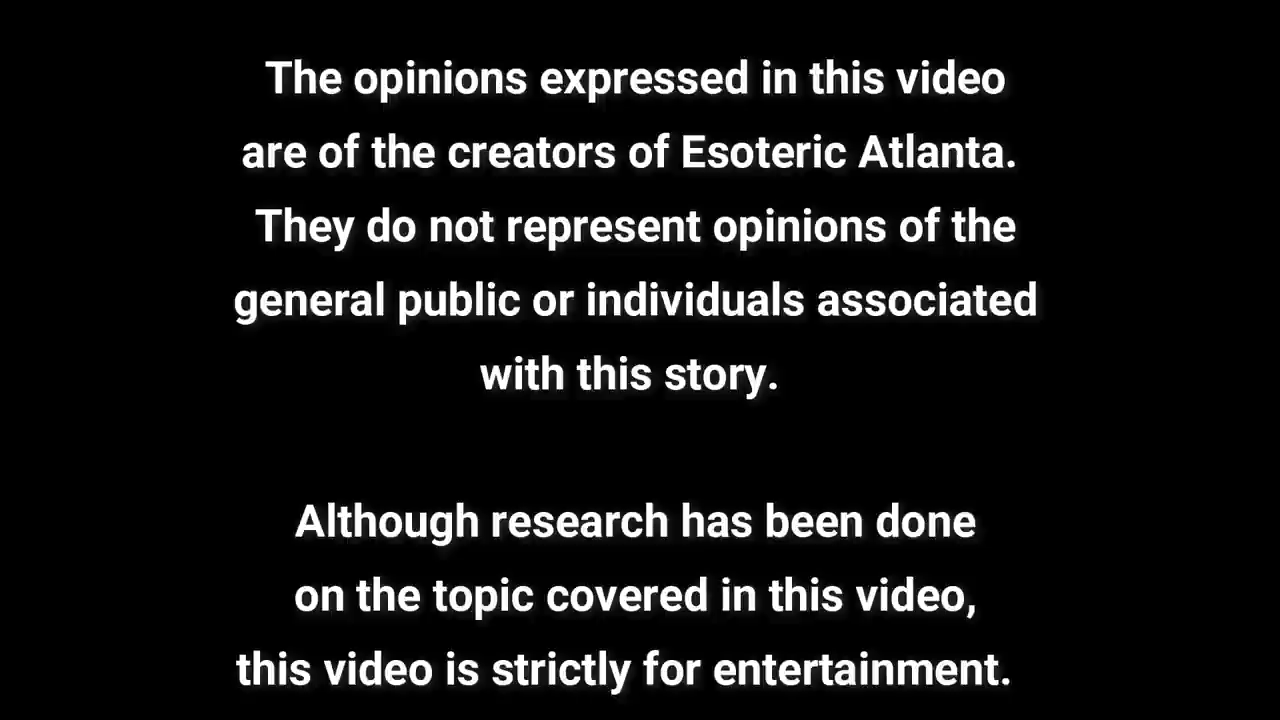 The opinions expressed in this video
are of the creators of Esoteric Atlanta.
They do not represent opinions of the
general public or individuals associated
with this story.
Although research has been done
on the topic covered in this video,
this video is strictly for entertainment.